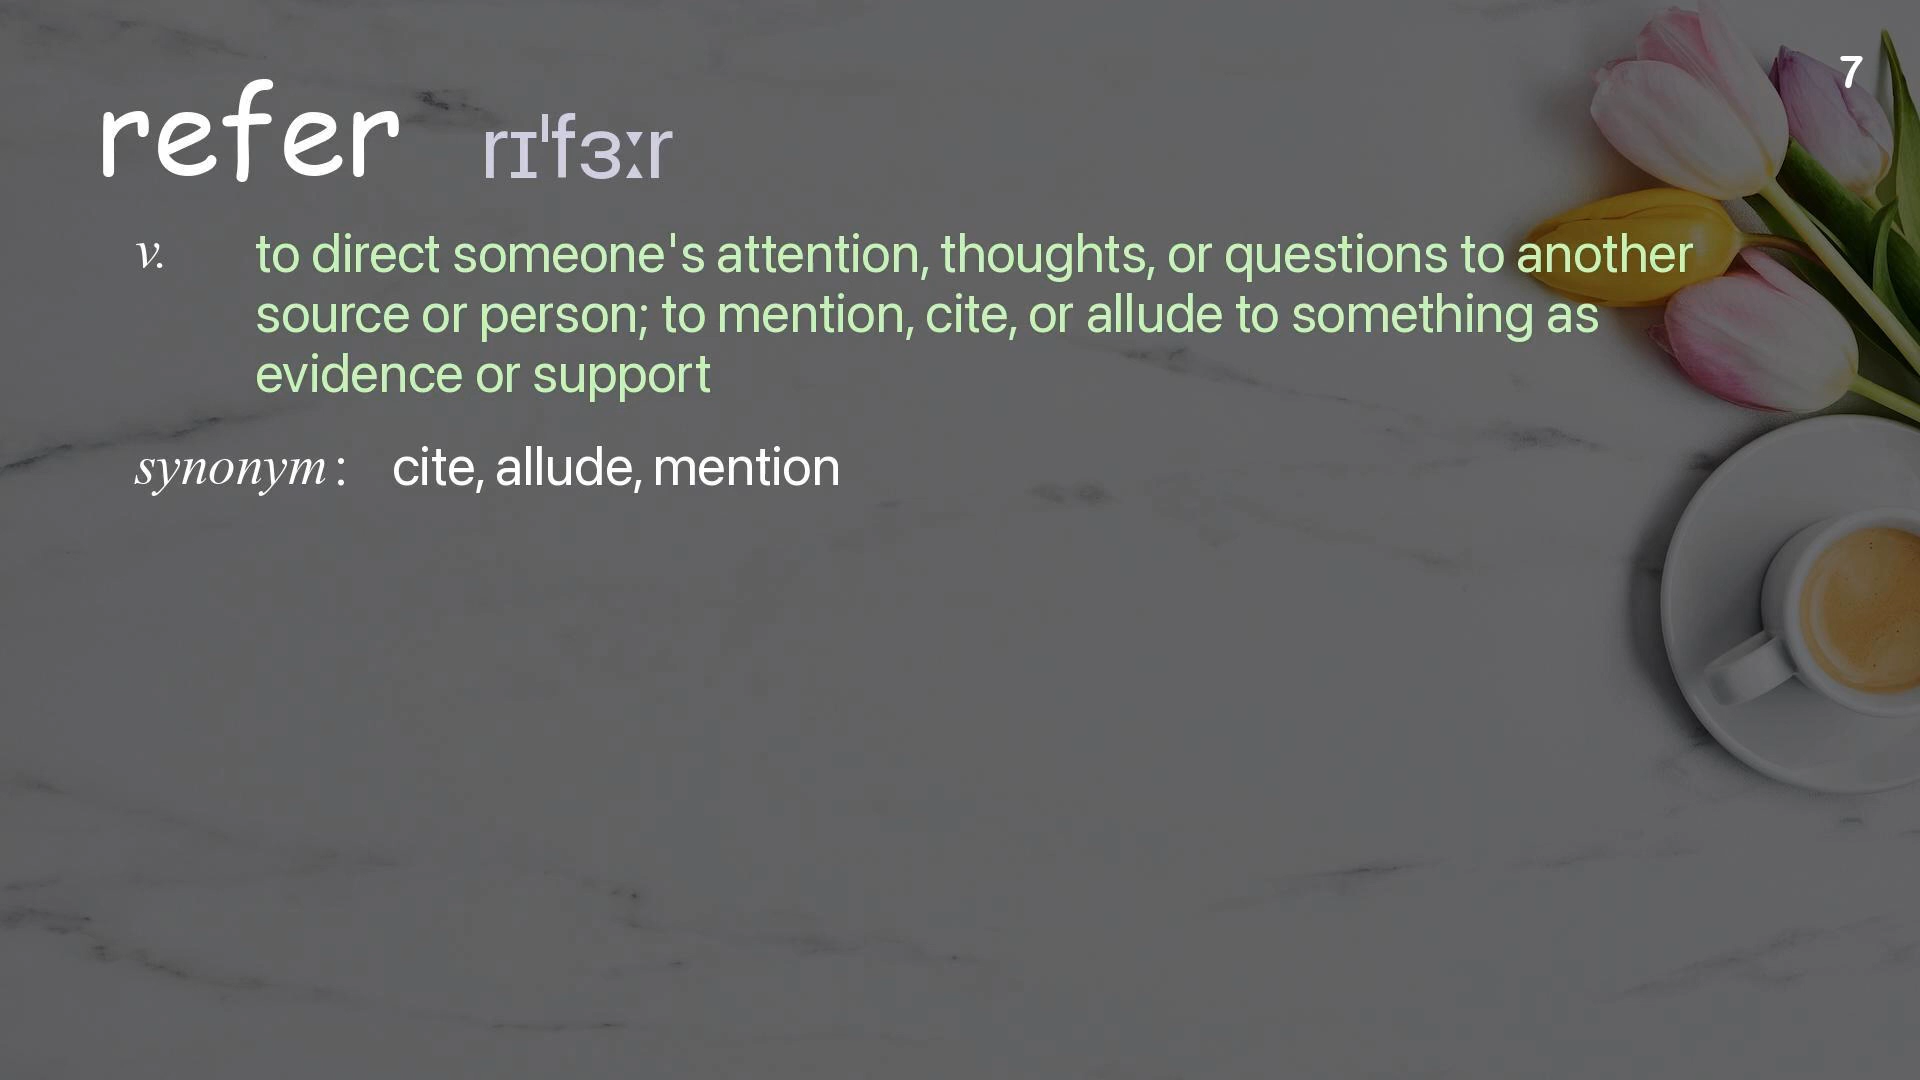 7
refer rɪˈfɜːr
v. to direct someone's attention, thoughts, or questions to another
source or person; to mention, cite, or allude to something as
evidence or support
synonym : cite, allude, mention